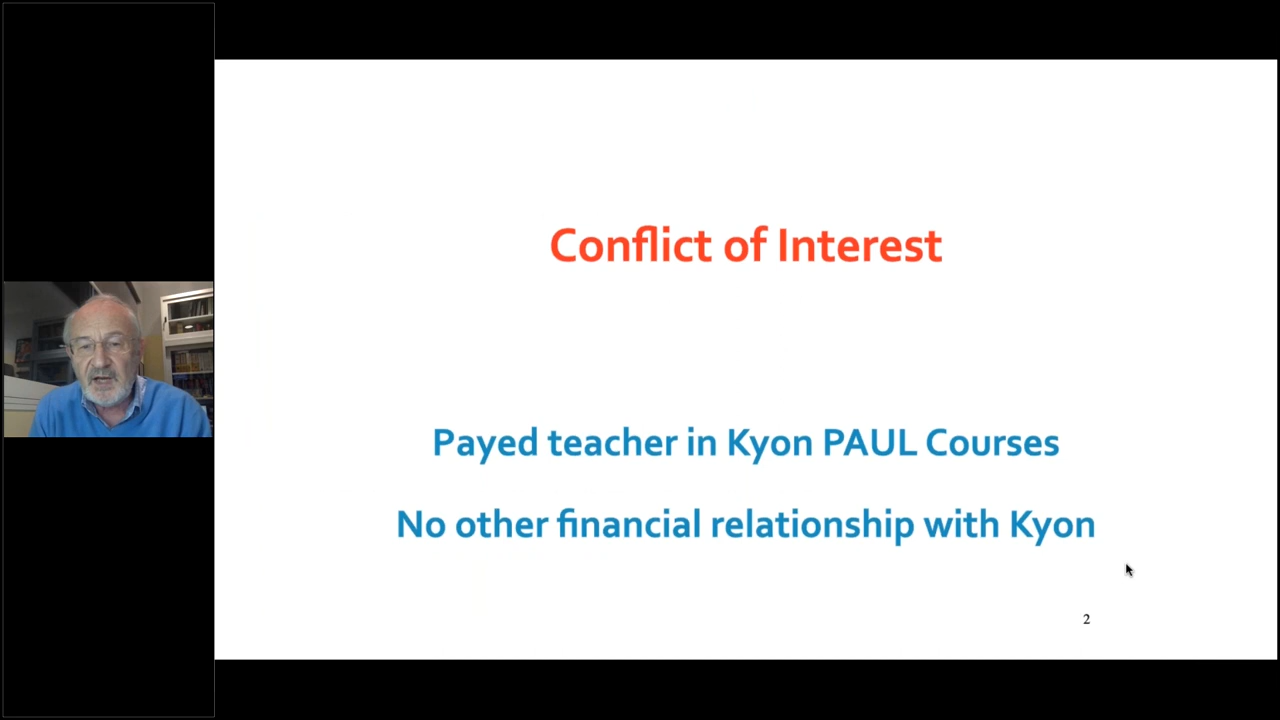 Conflict of Interest
Payed teacher in Kyon PAUL Courses
No other financial relationship with Kyon
2